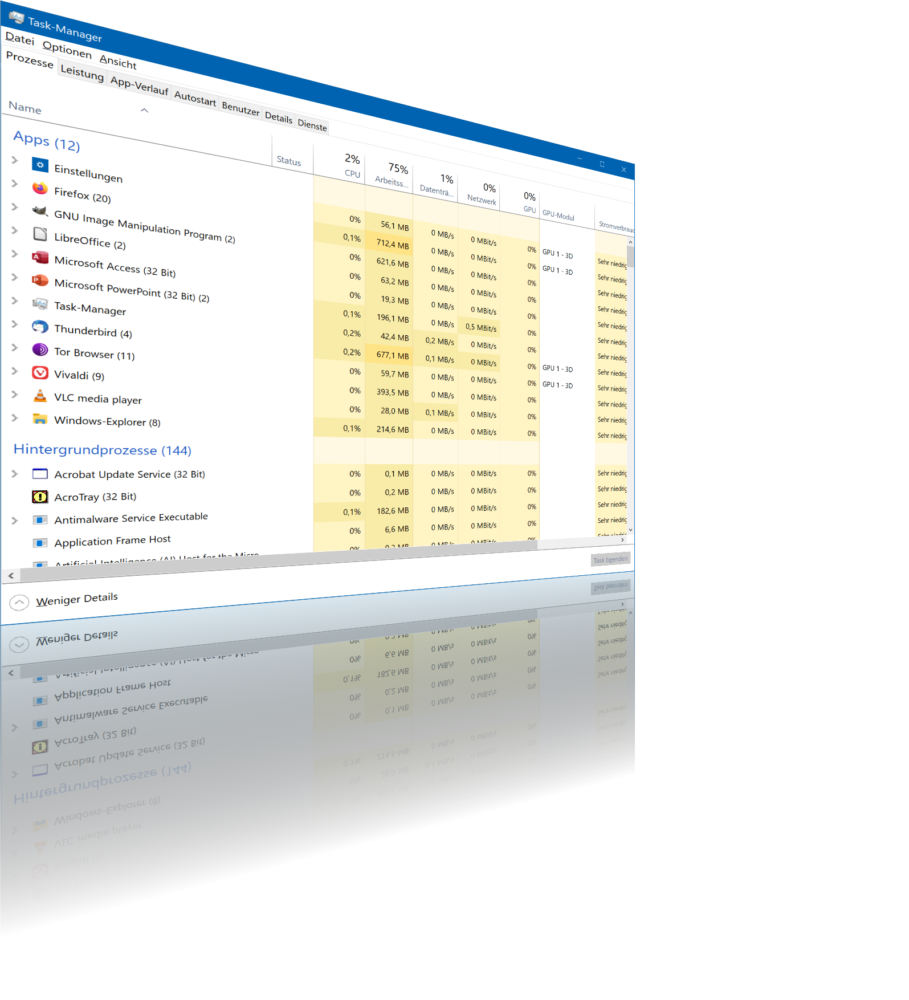 Task-Manager
Datei Optionen Ansicht
Prozesse Leistung App-Verlauf Autostart Benutzer Details Dienste
2% 75% 1% 0% 0%
Name Status CPU Arbeitss... Datenträ... Netzwerk GPU GPU-Modul Stromverbrauc
Apps (12)
Einstellungen 0% 56,1 MB 0 MB/s 0 MBit/s 0% GPU 1 - 3D Sehr niedrig
Firefox (20) 0,1% 712,4 MB 0 MB/s 0 MBit/s 0% GPU 1 - 3D Sehr niedrig
GNU Image Manipulation Program (2) 0% 621,6 MB 0 MB/s 0 MBit/s 0% Sehr niedrig
LibreOffice (2) 0% 63,2 MB 0 MB/s 0 MBit/s 0% Sehr niedrig
Microsoft Access (32 Bit) 0% 19,3 MB 0 MB/s 0 MBit/s 0% Sehr niedrig
Microsoft PowerPoint (32 Bit) (2) 0,1% 196,1 MB 0 MB/s 0,5 MBit/s 0% Sehr niedrig
Task-Manager 0,2% 42,4 MB 0,2 MB/s 0 MBit/s 0% Sehr niedrig
Thunderbird (4) 0,2% 677,1 MB 0,1 MB/s 0 MBit/s 0% GPU 1 - 3D Sehr niedrig
Tor Browser (11) 0% 59,7 MB 0 MB/s 0 MBit/s 0% GPU 1 - 3D Sehr niedrig
Vivaldi (9) 0% 393,5 MB 0 MB/s 0 MBit/s 0% Sehr niedrig
VLC media player 0% 28,0 MB 0,1 MB/s 0 MBit/s 0% Sehr niedrig
Windows-Explorer (8) 0,1% 214,6 MB 0 MB/s 0 MBit/s 0% Sehr niedrig
Hintergrundprozesse (144)
Acrobat Update Service (32 Bit) 0% 0,1 MB 0 MB/s 0 MBit/s 0% Sehr niedrig
AcroTray (32 Bit) 0% 0,2 MB 0 MB/s 0 MBit/s 0% Sehr niedrig
Antimalware Service Executable 0,1% 182,6 MB 0 MB/s 0 MBit/s 0% Sehr niedrig
Application Frame Host 0% 6,6 MB 0 MB/s 0 MBit/s 0% Sehr niedrig
Artificial Intelligence (AI) Host for the Micro 0% 0 MB/s 0 MBit/s 0% Sehr niedrig
Task beenden
Weniger Details